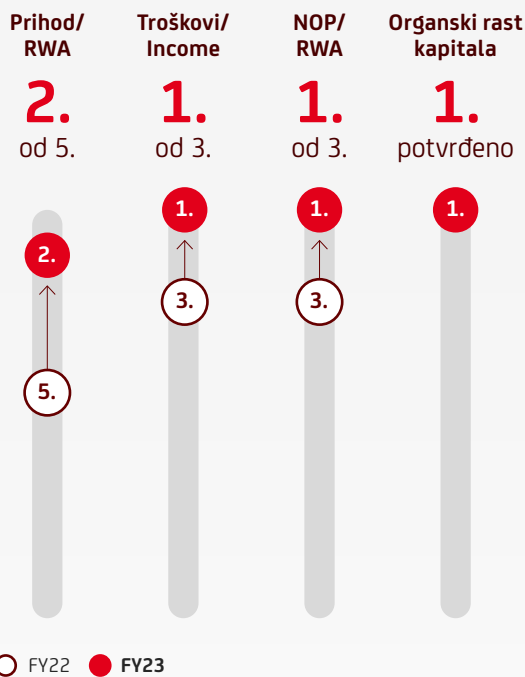 Prihod/
RWA
2.
od 5.
Troškovi/
Income
1.
od 3.
NOP/
RWA
1.
od 3.
Organski rast
kapitala
1.
potvrđeno
2.
5.
1.
3.
1.
3.
1.
FY22
FY23